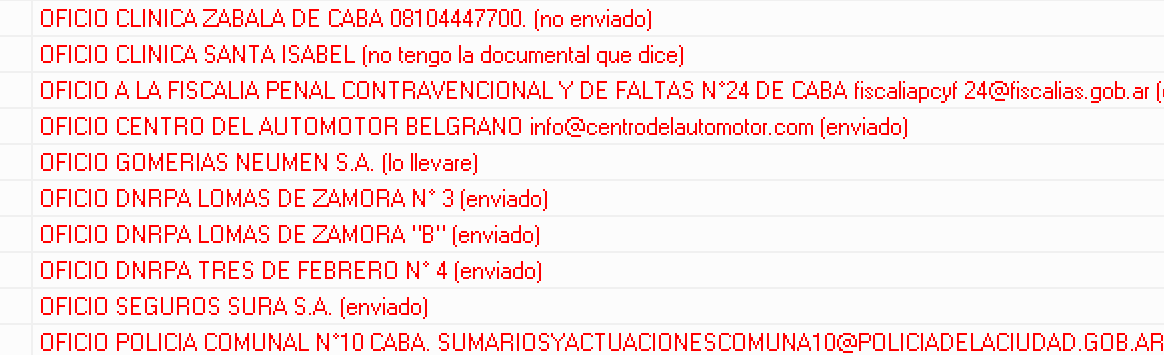 OFICIO CLINICA ZABALA DE CABA 08104447700. (no enviado)
OFICIO CLINICA SANTA ISABEL (no tengo la documental que dice)
OFICIO A LA FISCALIA PENAL CONTRAVENCIONAL Y DE FALTAS N°24 DE CABA fiscaliapcyf 24@fiscalias.gob.ar (
OFICIO CENTRO DEL AUTOMOTOR BELGRANO info@centrodelautomotor.com (enviado)
OFICIO GOMERIAS NEUMEN S.A. (lo llevare)
OFICIO DNRPA LOMAS DE ZAMORA N° 3 (enviado)
OFICIO DNRPA LOMAS DE ZAMORA "B" (enviado)
OFICIO DNRPA TRES DE FEBRERO N° 4 (enviado)
OFICIO SEGUROS SURA S.A. (enviado)
OFICIO POLICIA COMUNAL N°10 CABA. SUMARIOSYACTUACIONESCOMUNA10@POLICIADELACIUDAD.GOB.AR